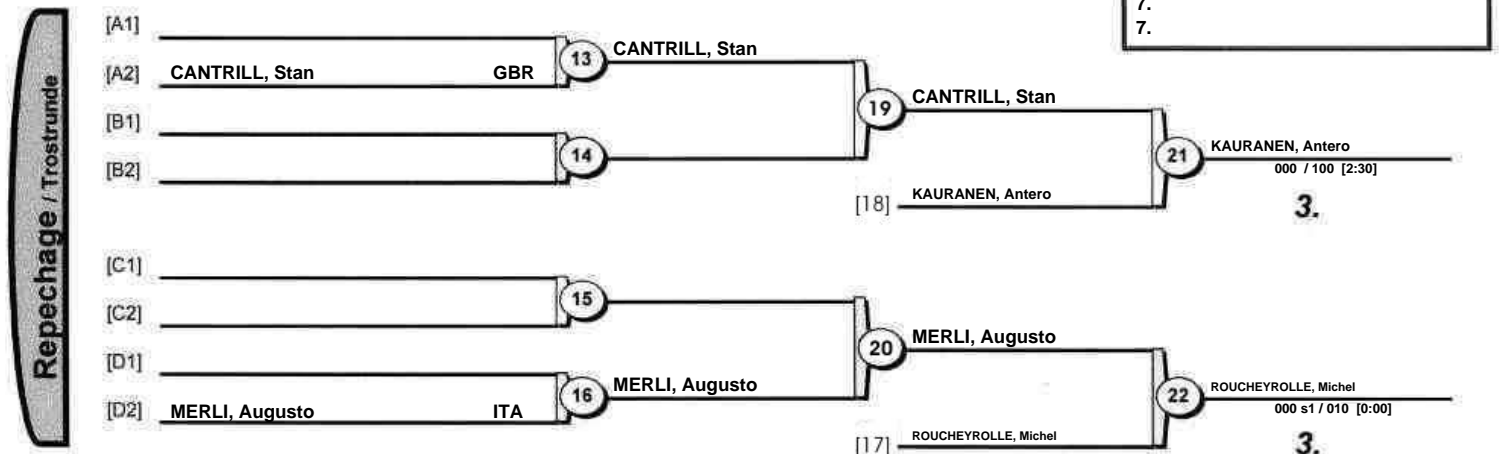 7.
7.
Repechage / Trostrunde
[A1]
13 CANTRILL, Stan
[A2] CANTRILL, Stan GBR
19 CANTRILL, Stan
[B1]
14
[B2]
21 KAURANEN, Antero
000 / 100 [2:30]
[18] KAURANEN, Antero
3.
[C1]
15
[C2]
20 MERLI, Augusto
[D1]
16 MERLI, Augusto
[D2] MERLI, Augusto ITA
22 ROUCHEYROLLE, Michel
000 s1 / 010 [0:00]
[17] ROUCHEYROLLE, Michel
3.